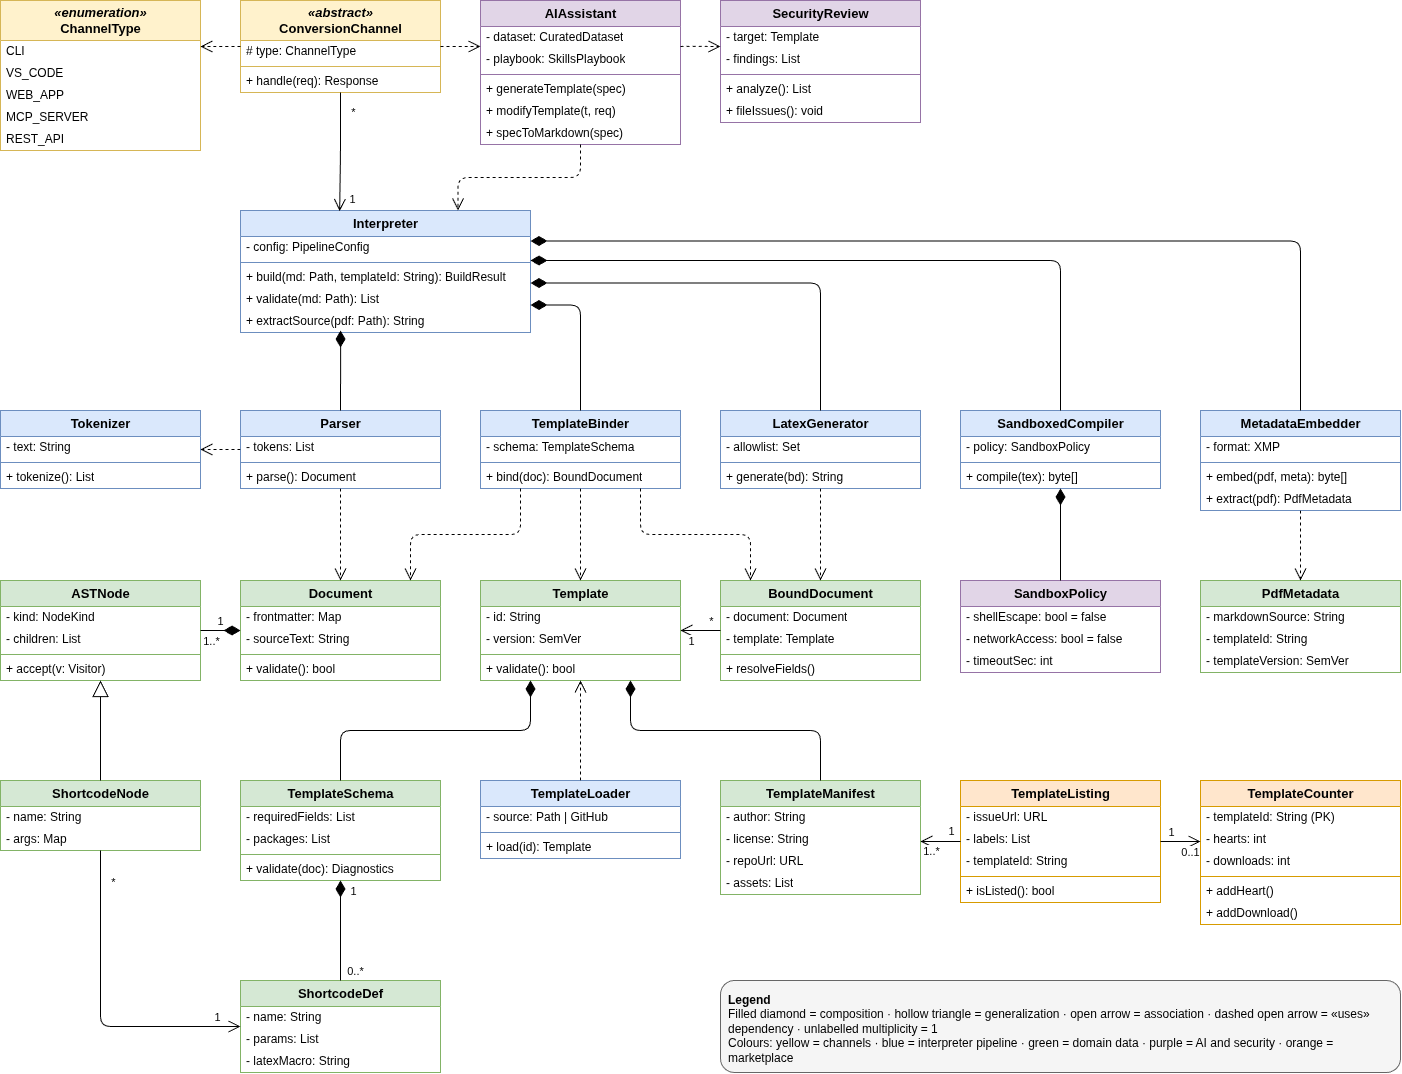 «enumeration»
ChannelType
CLI
VS_CODE
WEB_APP
MCP_SERVER
REST_API
«abstract»
ConversionChannel
# type: ChannelType
+ handle(req): Response
AIAssistant
- dataset: CuratedDataset
- playbook: SkillsPlaybook
+ generateTemplate(spec)
+ modifyTemplate(t, req)
+ specToMarkdown(spec)
SecurityReview
- target: Template
- findings: List
+ analyze(): List
+ fileIssues(): void
*
1
Interpreter
- config: PipelineConfig
+ build(md: Path, templateId: String): BuildResult
+ validate(md: Path): List
+ extractSource(pdf: Path): String
Tokenizer
- text: String
+ tokenize(): List
Parser
- tokens: List
+ parse(): Document
TemplateBinder
- schema: TemplateSchema
+ bind(doc): BoundDocument
LatexGenerator
- allowlist: Set
+ generate(bd): String
SandboxedCompiler
- policy: SandboxPolicy
+ compile(tex): byte[]
MetadataEmbedder
- format: XMP
+ embed(pdf, meta): byte[]
+ extract(pdf): PdfMetadata
ASTNode
- kind: NodeKind
- children: List
+ accept(v: Visitor)
1
1..*
Document
- frontmatter: Map
- sourceText: String
+ validate(): bool
Template
- id: String
- version: SemVer
+ validate(): bool
*
1
BoundDocument
- document: Document
- template: Template
+ resolveFields()
SandboxPolicy
- shellEscape: bool = false
- networkAccess: bool = false
- timeoutSec: int
PdfMetadata
- markdownSource: String
- templateId: String
- templateVersion: SemVer
ShortcodeNode
- name: String
- args: Map
TemplateSchema
- requiredFields: List
- packages: List
+ validate(doc): Diagnostics
TemplateLoader
- source: Path | GitHub
+ load(id): Template
TemplateManifest
- author: String
- license: String
- repoUrl: URL
- assets: List
1
1..*
TemplateListing
- issueUrl: URL
- labels: List
- templateId: String
+ isListed(): bool
1
0..1
TemplateCounter
- templateId: String (PK)
- hearts: int
- downloads: int
+ addHeart()
+ addDownload()
*
1
1
0..*
ShortcodeDef
- name: String
- params: List
- latexMacro: String
Legend
Filled diamond = composition · hollow triangle = generalization · open arrow = association · dashed open arrow = «uses»
dependency · unlabelled multiplicity = 1
Colours: yellow = channels · blue = interpreter pipeline · green = domain data · purple = AI and security · orange =
marketplace